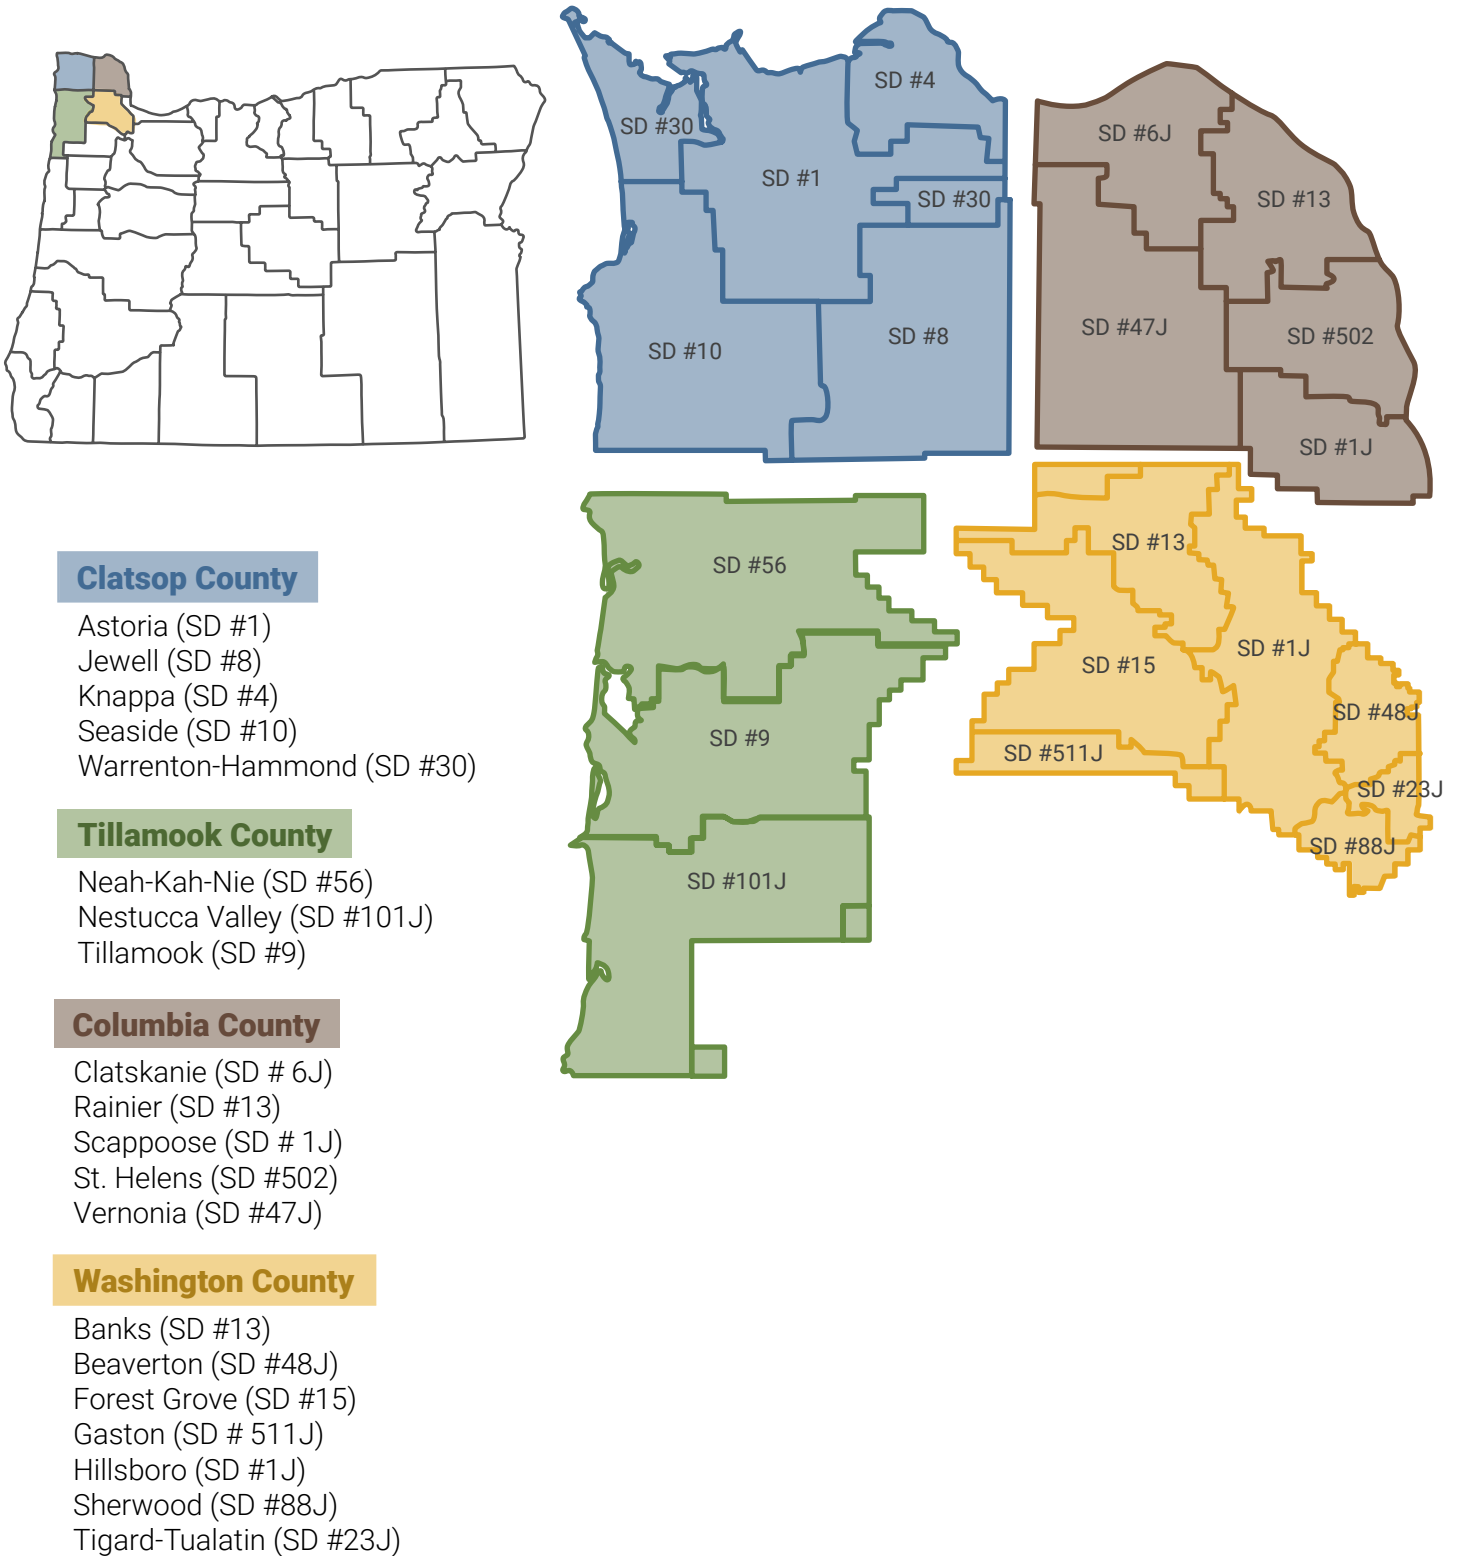 SD #4
SD #30
SD #1
SD #30
SD #10
SD #8
SD #6J
SD #13
SD #47J
SD #502
SD #1J
SD #56
SD #9
SD #101J
SD #13
SD #1J
SD #15
SD #48J
SD #511J
SD #23J
SD #88J
Clatsop County
Astoria (SD #1)
Jewell (SD #8)
Knappa (SD #4)
Seaside (SD #10)
Warrenton-Hammond (SD #30)
Tillamook County
Neah-Kah-Nie (SD #56)
Nestucca Valley (SD #101J)
Tillamook (SD #9)
Columbia County
Clatskanie (SD # 6J)
Rainier (SD #13)
Scappoose (SD # 1J)
St. Helens (SD #502)
Vernonia (SD #47J)
Washington County
Banks (SD #13)
Beaverton (SD #48J)
Forest Grove (SD #15)
Gaston (SD # 511J)
Hillsboro (SD #1J)
Sherwood (SD #88J)
Tigard-Tualatin (SD #23J)